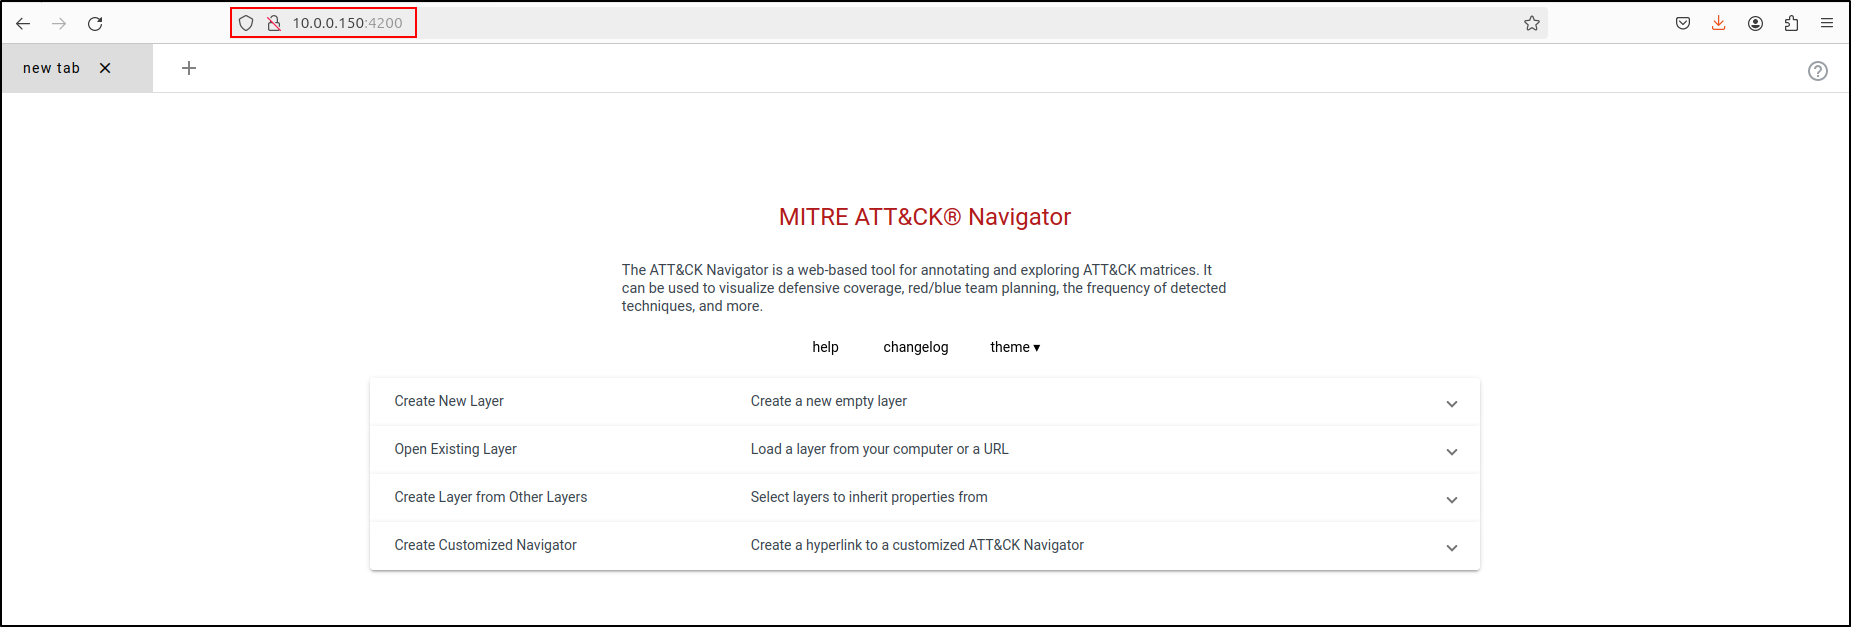 10.0.0.150:4200
new tab
MITRE ATT&CK® Navigator
The ATT&CK Navigator is a web-based tool for annotating and exploring ATT&CK matrices. It
can be used to visualize defensive coverage, red/blue team planning, the frequency of detected
techniques, and more.
help changelog theme ▾
Create New Layer Create a new empty layer
Open Existing Layer Load a layer from your computer or a URL
Create Layer from Other Layers Select layers to inherit properties from
Create Customized Navigator Create a hyperlink to a customized ATT&CK Navigator